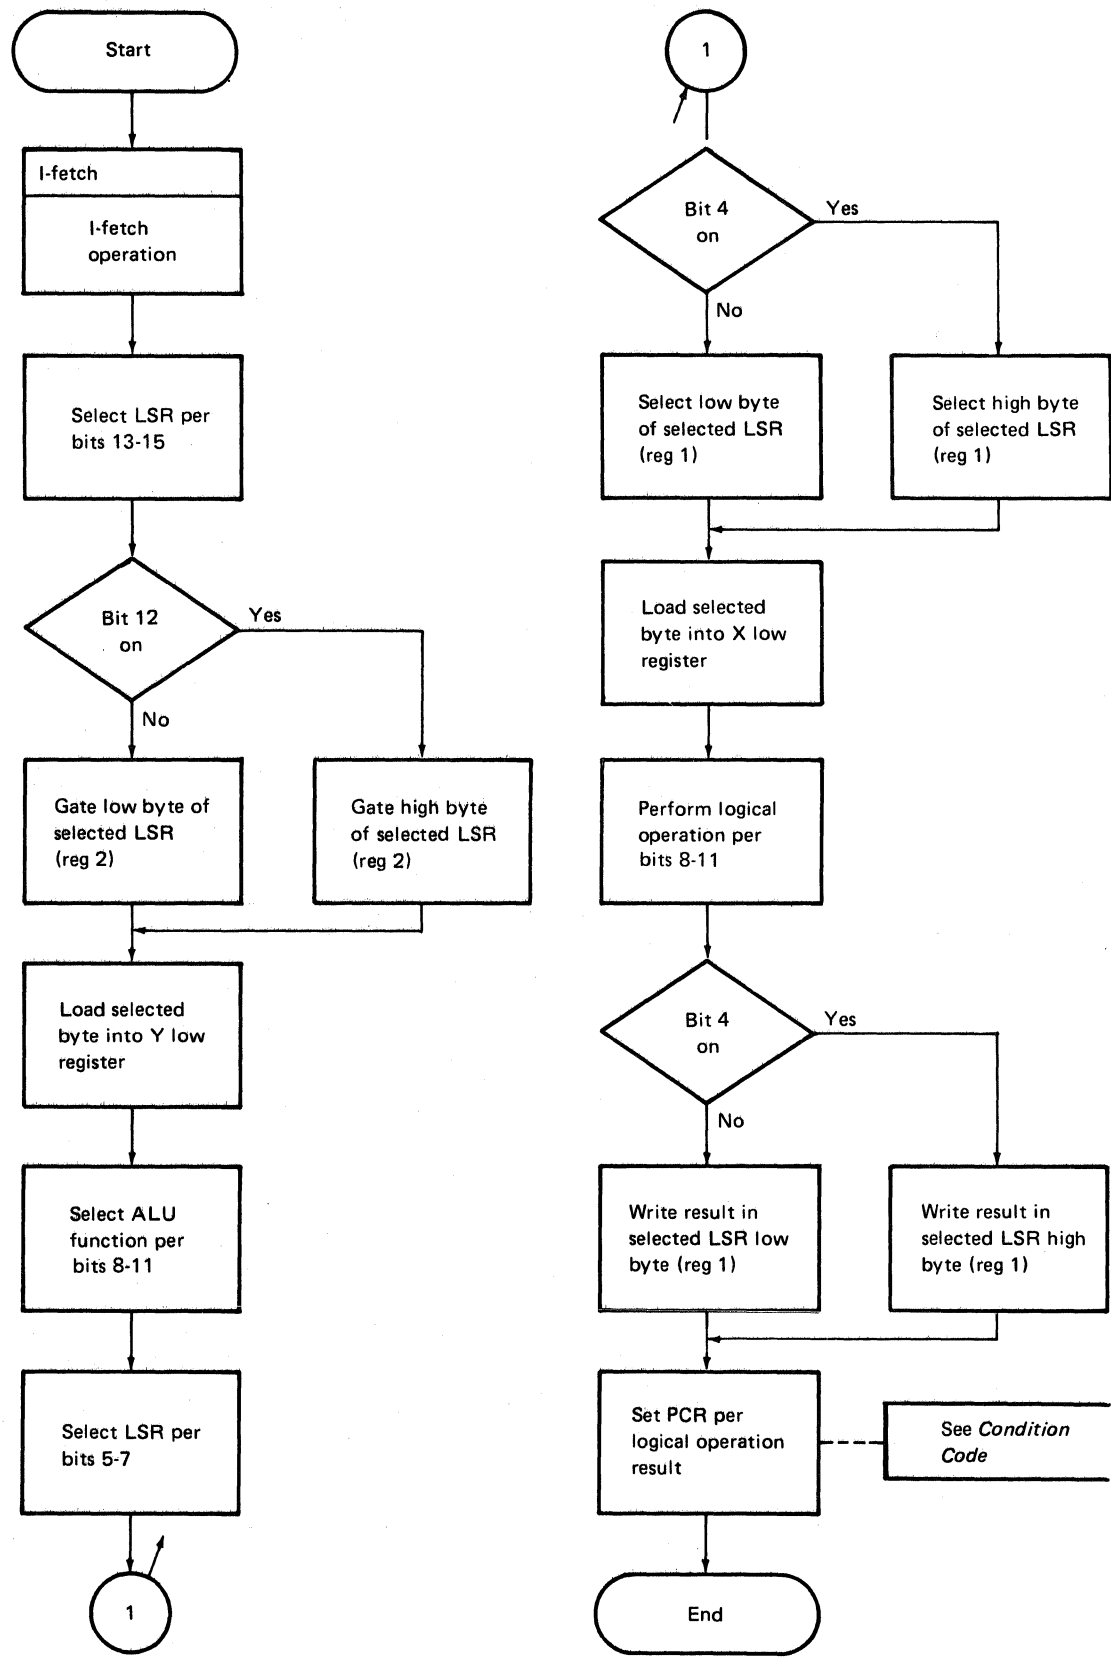 Start
I-fetch
I-fetch
operation
Select LSR per
bits 13-15
Bit 12
on
Yes
No
Gate low byte of
selected LSR
(reg 2)
Gate high byte
of selected LSR
(reg 2)
Load selected
byte into Y low
register
Select ALU
function per
bits 8-11
Select LSR per
bits 5-7
1
1
Bit 4
on
Yes
No
Select low byte
of selected LSR
(reg 1)
Select high byte
of selected LSR
(reg 1)
Load selected
byte into X low
register
Perform logical
operation per
bits 8-11
Bit 4
on
Yes
No
Write result in
selected LSR low
byte (reg 1)
Write result in
selected LSR high
byte (reg 1)
Set PCR per
logical operation
result
See Condition
Code
End